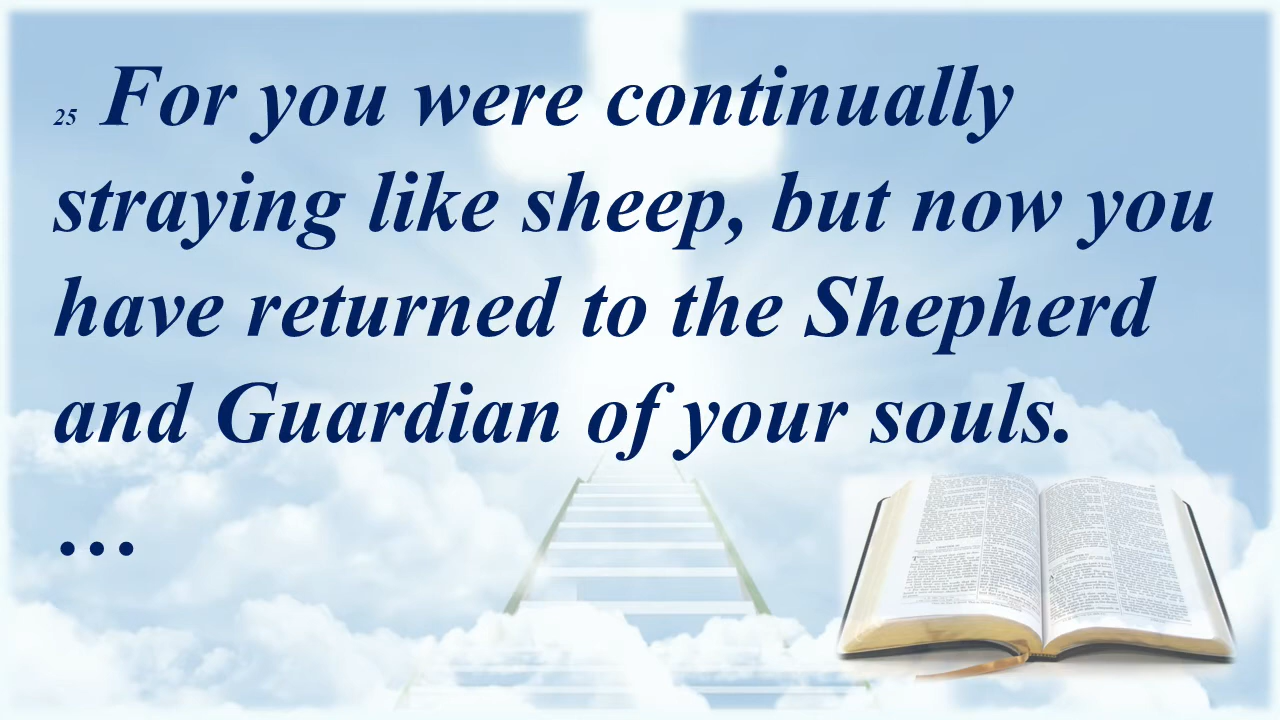 25 For you were continually
straying like sheep, but now you
have returned to the Shepherd
and Guardian of your souls.
…